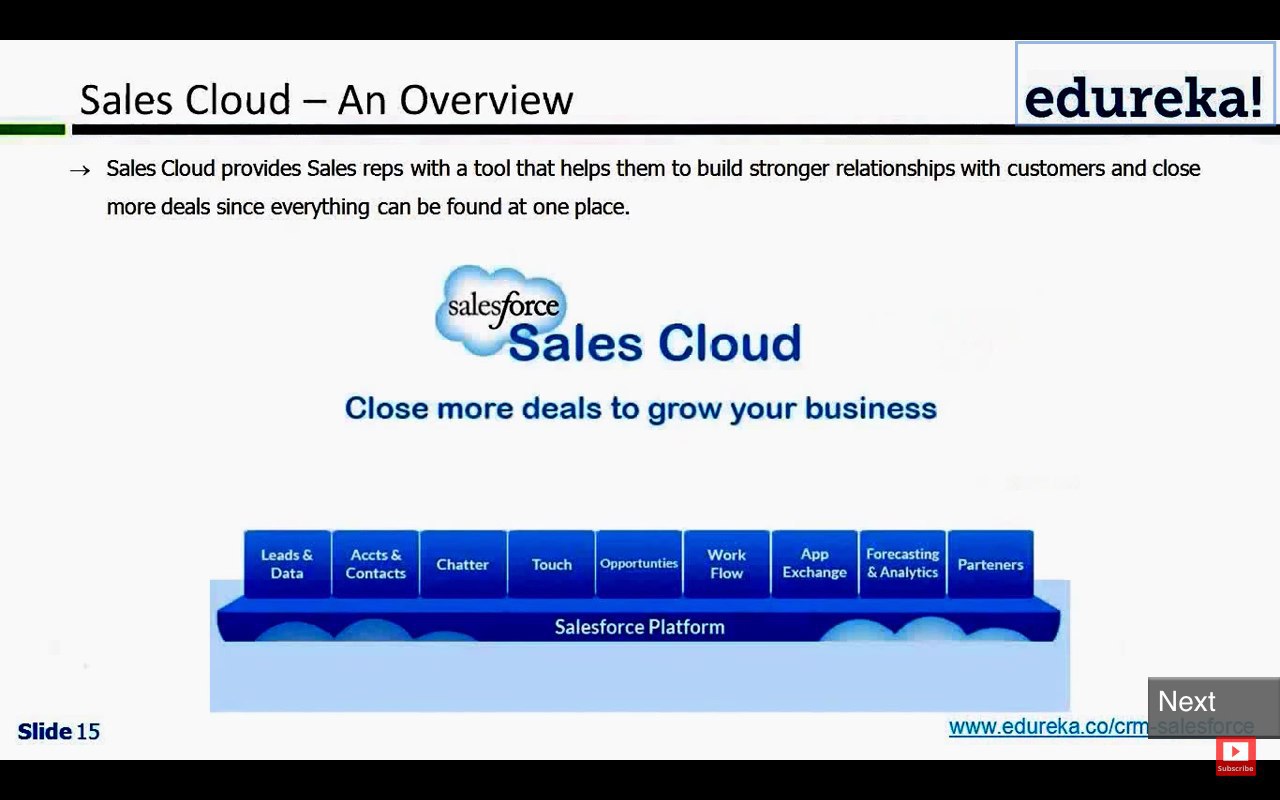 Sales Cloud – An Overview
edureka!
→ Sales Cloud provides Sales reps with a tool that helps them to build stronger relationships with customers and close
more deals since everything can be found at one place.
salesforce
Sales Cloud
Close more deals to grow your business
Leads &
Data
Accts &
Contacts
Chatter
Touch
Opportunties
Work
Flow
App
Exchange
Forecasting
& Analytics
Parteners
Salesforce Platform
Next
Slide 15
www.edureka.co/crm-salesforce
Subscribe